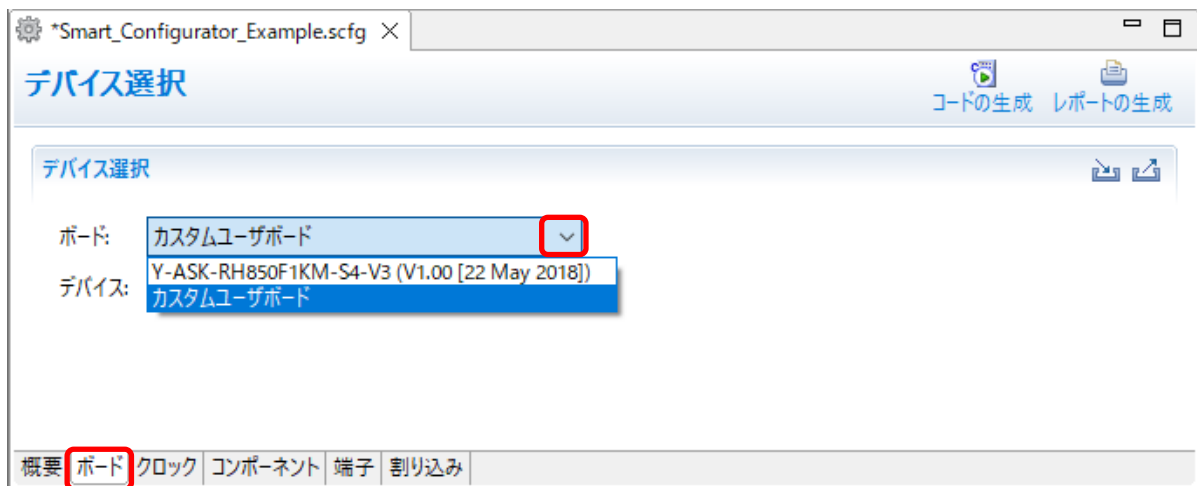 *Smart_Configurator_Example.scfg
デバイス選択
コードの生成 レポートの生成
デバイス選択
ボード: カスタムユーザボード
Y-ASK-RH850F1KM-S4-V3 (V1.00 [22 May 2018])
デバイス: カスタムユーザボード
概要 ボード クロック コンポーネント 端子 割り込み